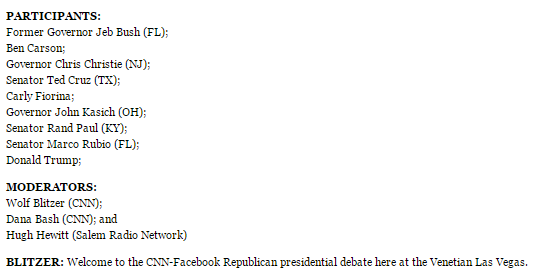 PARTICIPANTS:
Former Governor Jeb Bush (FL);
Ben Carson;
Governor Chris Christie (NJ);
Senator Ted Cruz (TX);
Carly Fiorina;
Governor John Kasich (OH);
Senator Rand Paul (KY);
Senator Marco Rubio (FL);
Donald Trump;
MODERATORS:
Wolf Blitzer (CNN);
Dana Bash (CNN); and
Hugh Hewitt (Salem Radio Network)
BLITZER: Welcome to the CNN-Facebook Republican presidential debate here at the Venetian Las Vegas.